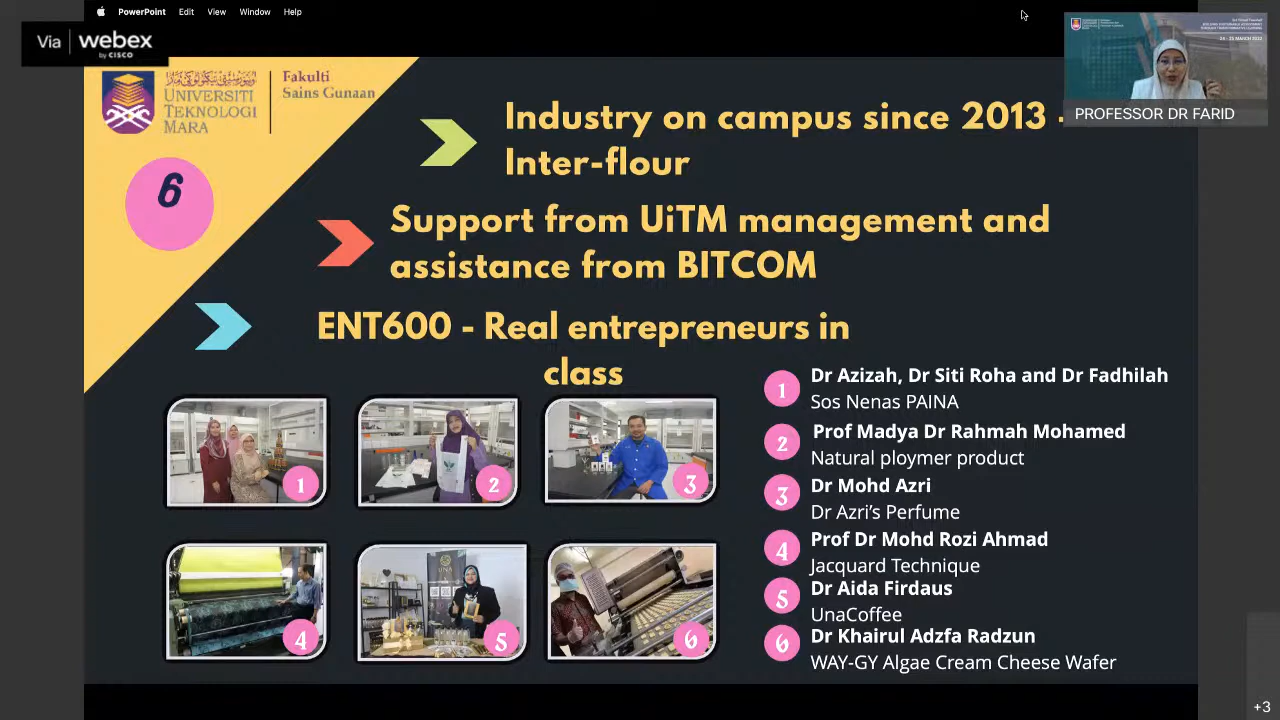 PowerPoint Edit View Window Help
Via webex
by CISCO
UNIVERSITI
TEKNOLOGI
MARA
Fakulti
Sains Gunaan
24 - 25 MARCH 2022
PROFESSOR DR FARID
6
Industry on campus since 2013 -
Inter-flour
Support from UiTM management and
assistance from BITCOM
ENT600 - Real entrepreneurs in
class
1
2
3
4
5
6
1 Dr Azizah, Dr Siti Roha and Dr Fadhilah
Sos Nenas PAINA
2 Prof Madya Dr Rahmah Mohamed
Natural ploymer product
3 Dr Mohd Azri
Dr Azri’s Perfume
4 Prof Dr Mohd Rozi Ahmad
Jacquard Technique
5 Dr Aida Firdaus
UnaCoffee
6 Dr Khairul Adzfa Radzun
WAY-GY Algae Cream Cheese Wafer
+3